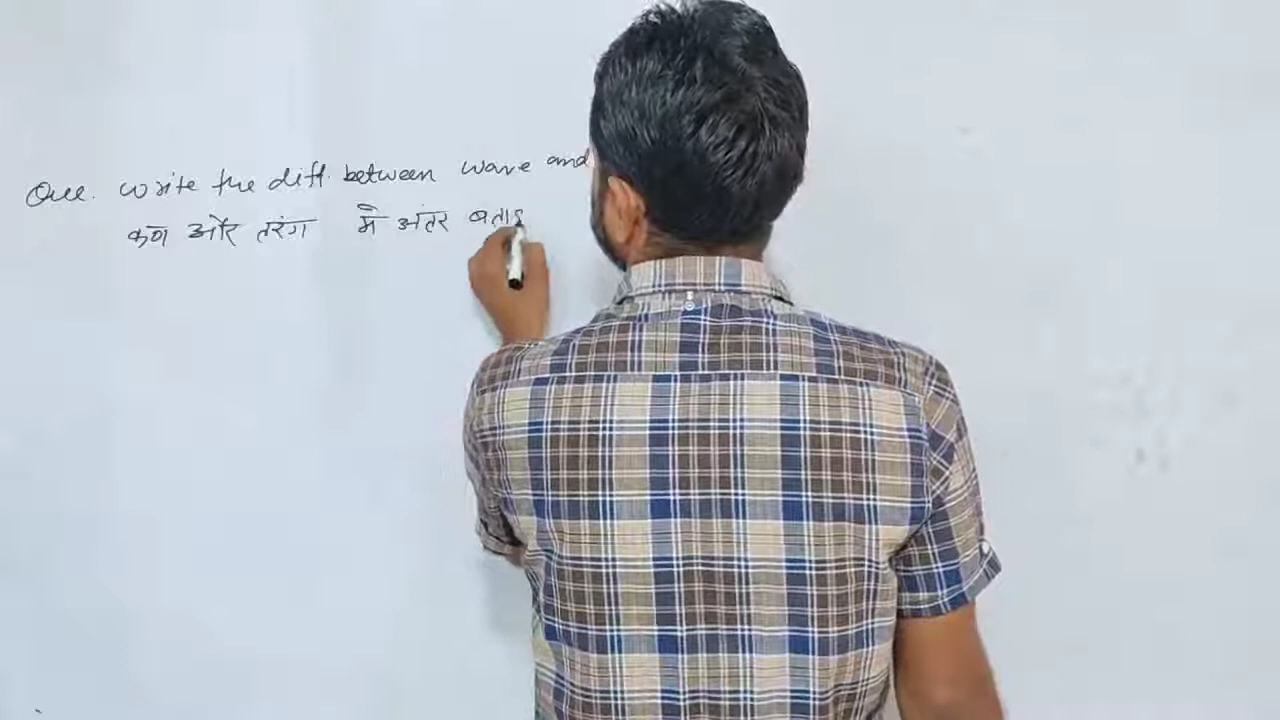 Que. Write the diff. between wave and
कण और तरंग में अंतर बताइ